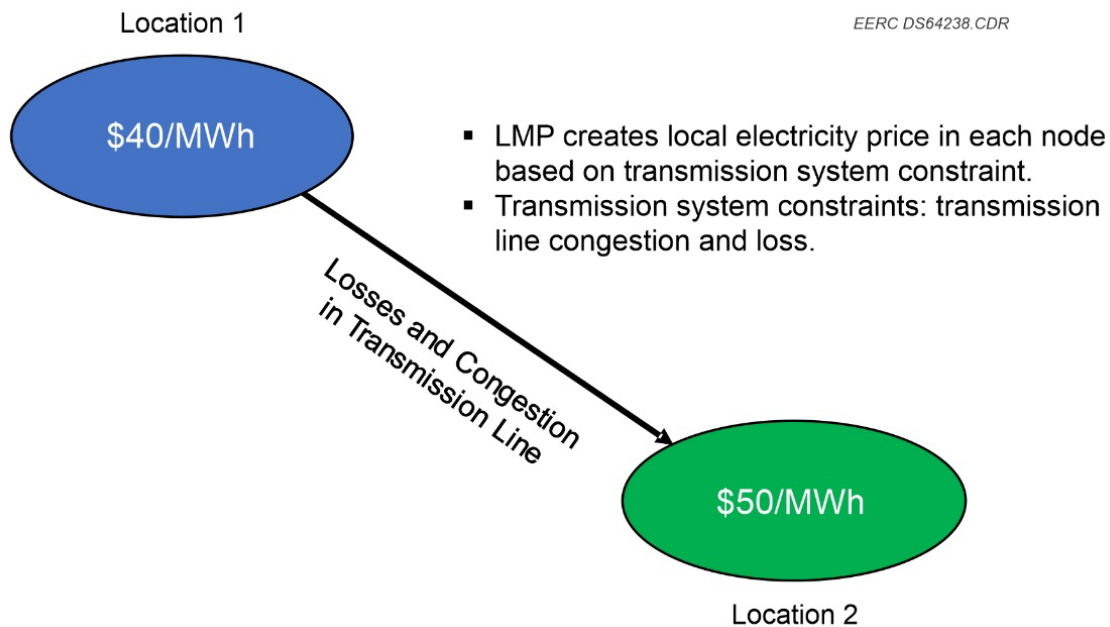 Location 1
EERC DS64238.CDR
$40/MWh
▪ LMP creates local electricity price in each node
based on transmission system constraint.
▪ Transmission system constraints: transmission
line congestion and loss.
Losses and Congestion
in Transmission Line
$50/MWh
Location 2